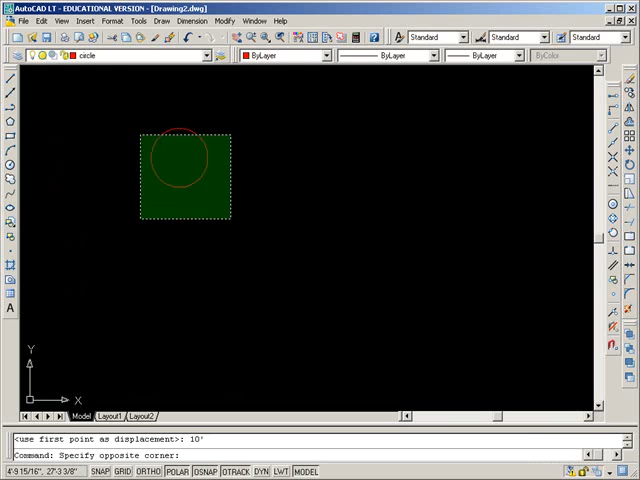 AutoCAD LT - EDUCATIONAL VERSION - [Drawing2.dwg]
File Edit View Insert Format Tools Draw Dimension Modify Window Help
Standard Standard Standard
circle ByLayer ByLayer ByLayer ByColor
A
Y
X
Model Layout1 Layout2
<use first point as displacement>: 10'
Command: Specify opposite corner:
4'-9 15/16", 27'-3 3/8" SNAP GRID ORTHO POLAR OSNAP OTRACK DYN LWT MODEL